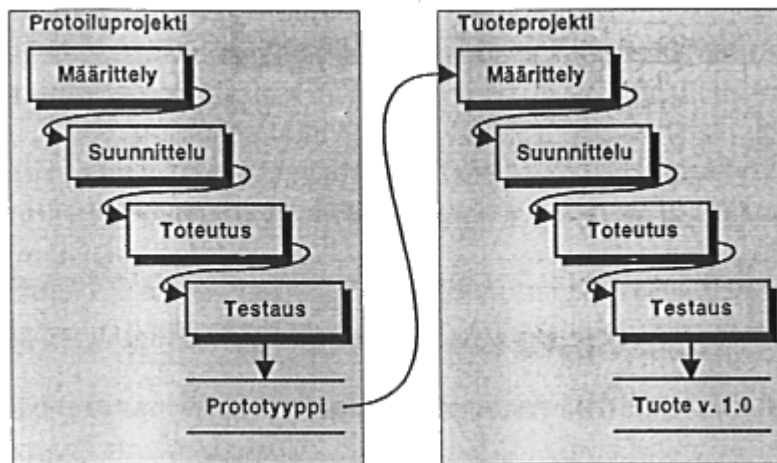 Protoiluprojekti
Määrittely
Suunnittelu
Toteutus
Testaus
Prototyyppi
Tuoteprojekti
Määrittely
Suunnittelu
Toteutus
Testaus
Tuote v. 1.0